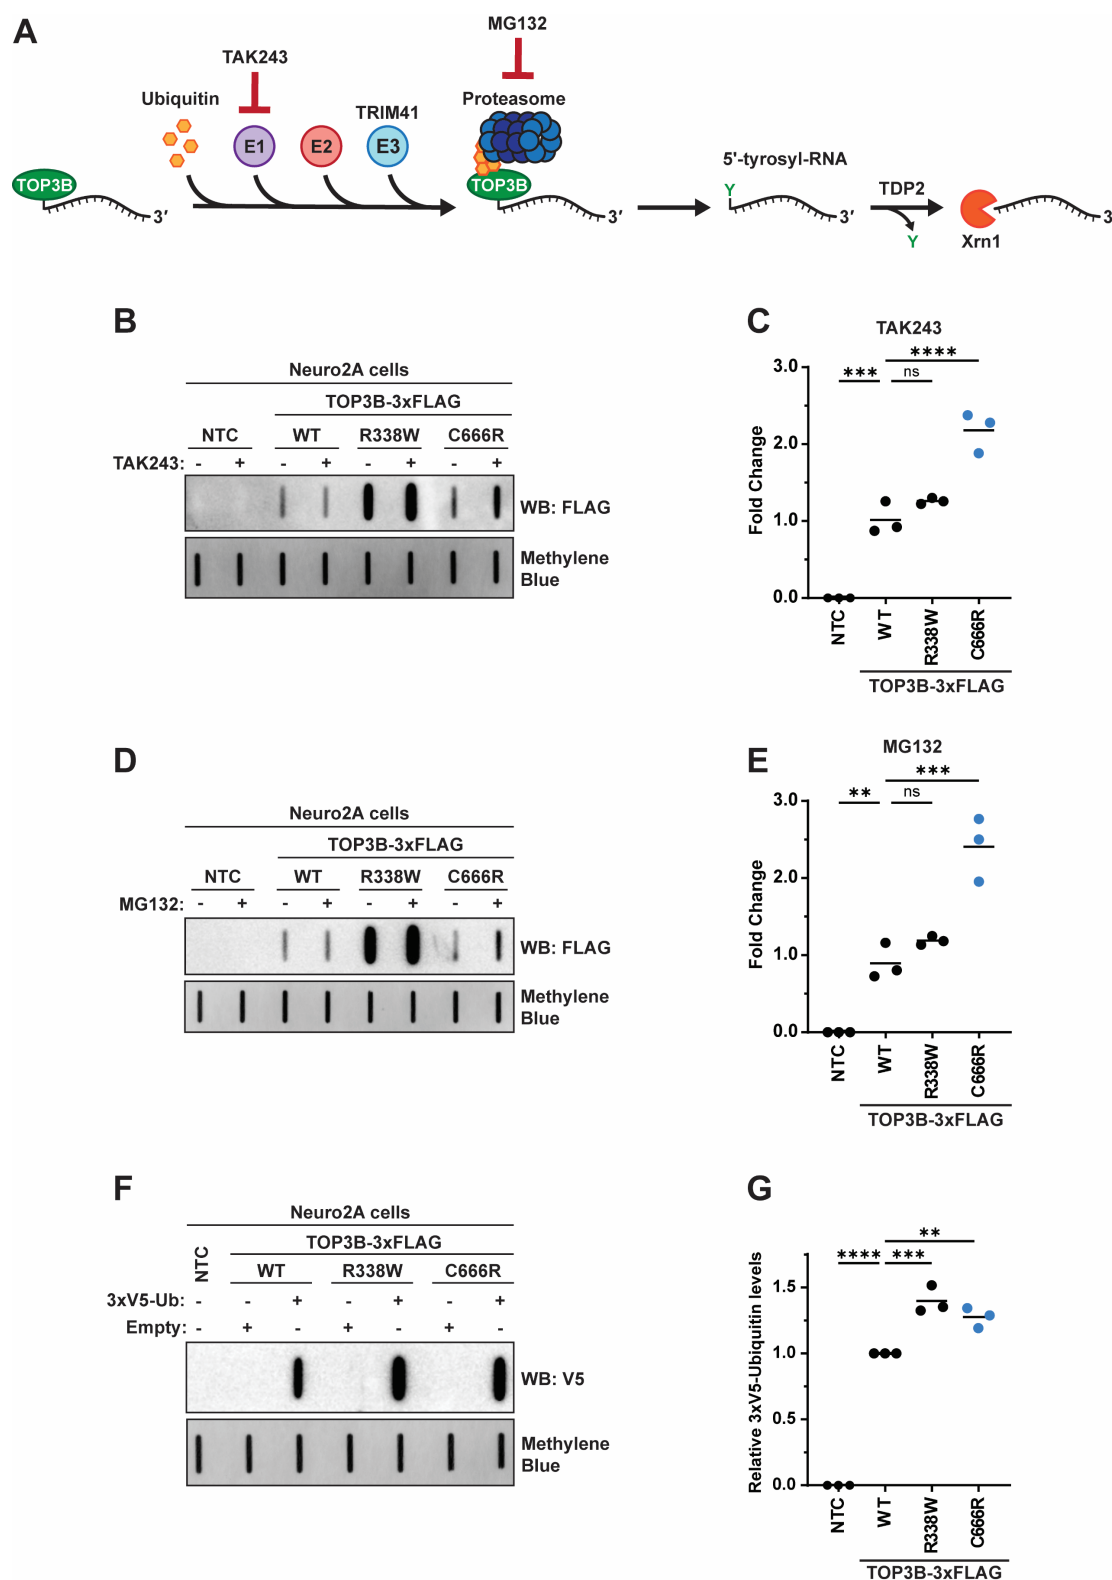 A
MG132
TAK243
Ubiquitin
Proteasome
TRIM41
E1
E2
E3
5'-tyrosyl-RNA
TOP3B
3′
TOP3B
3′
Y
3′
TDP2
Y
Xrn1
3′
B
Neuro2A cells
TOP3B-3xFLAG
NTC WT R338W C666R
TAK243: - + - + - + - +
WB: FLAG
Methylene
Blue
C
TAK243
****
*** ns
3.0
2.0
1.0
0.0
Fold Change
NTC
WT
R338W
C666R
TOP3B-3xFLAG
D
Neuro2A cells
TOP3B-3xFLAG
NTC WT R338W C666R
MG132: - + - + - + - +
WB: FLAG
Methylene
Blue
E
MG132
***
** ns
3.0
2.0
1.0
0.0
Fold Change
NTC
WT
R338W
C666R
TOP3B-3xFLAG
F
Neuro2A cells
TOP3B-3xFLAG
NTC
WT R338W C666R
3xV5-Ub: - - + - + - +
Empty: - + - + - + -
WB: V5
Methylene
Blue
G
**
**** ***
1.5
1.0
0.5
0.0
Relative 3xV5-Ubiquitin levels
NTC
WT
R338W
C666R
TOP3B-3xFLAG